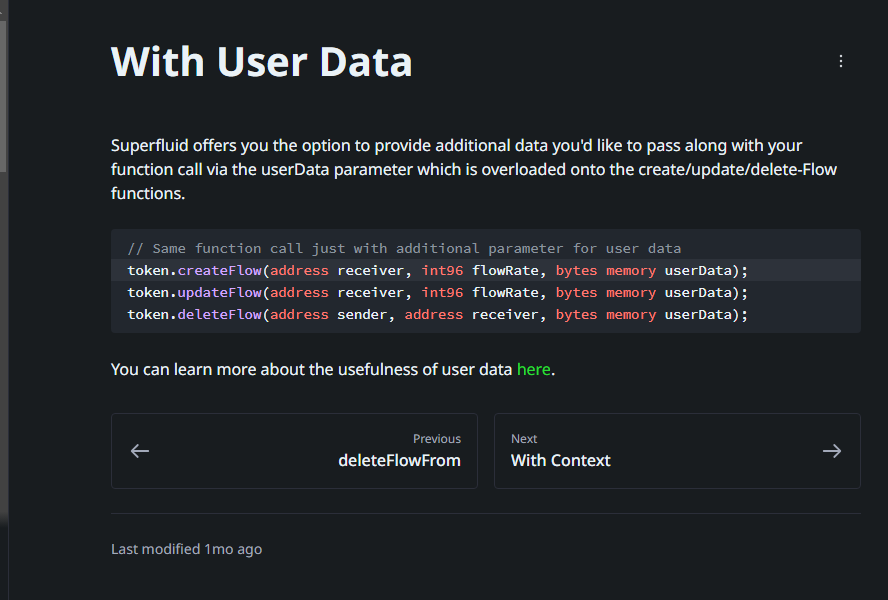 With User Data
Superfluid offers you the option to provide additional data you'd like to pass along with your
function call via the userData parameter which is overloaded onto the create/update/delete-Flow
functions.
// Same function call just with additional parameter for user data
token.createFlow(address receiver, int96 flowRate, bytes memory userData);
token.updateFlow(address receiver, int96 flowRate, bytes memory userData);
token.deleteFlow(address sender, address receiver, bytes memory userData);
You can learn more about the usefulness of user data here.
Previous
deleteFlowFrom
Next
With Context
Last modified 1mo ago